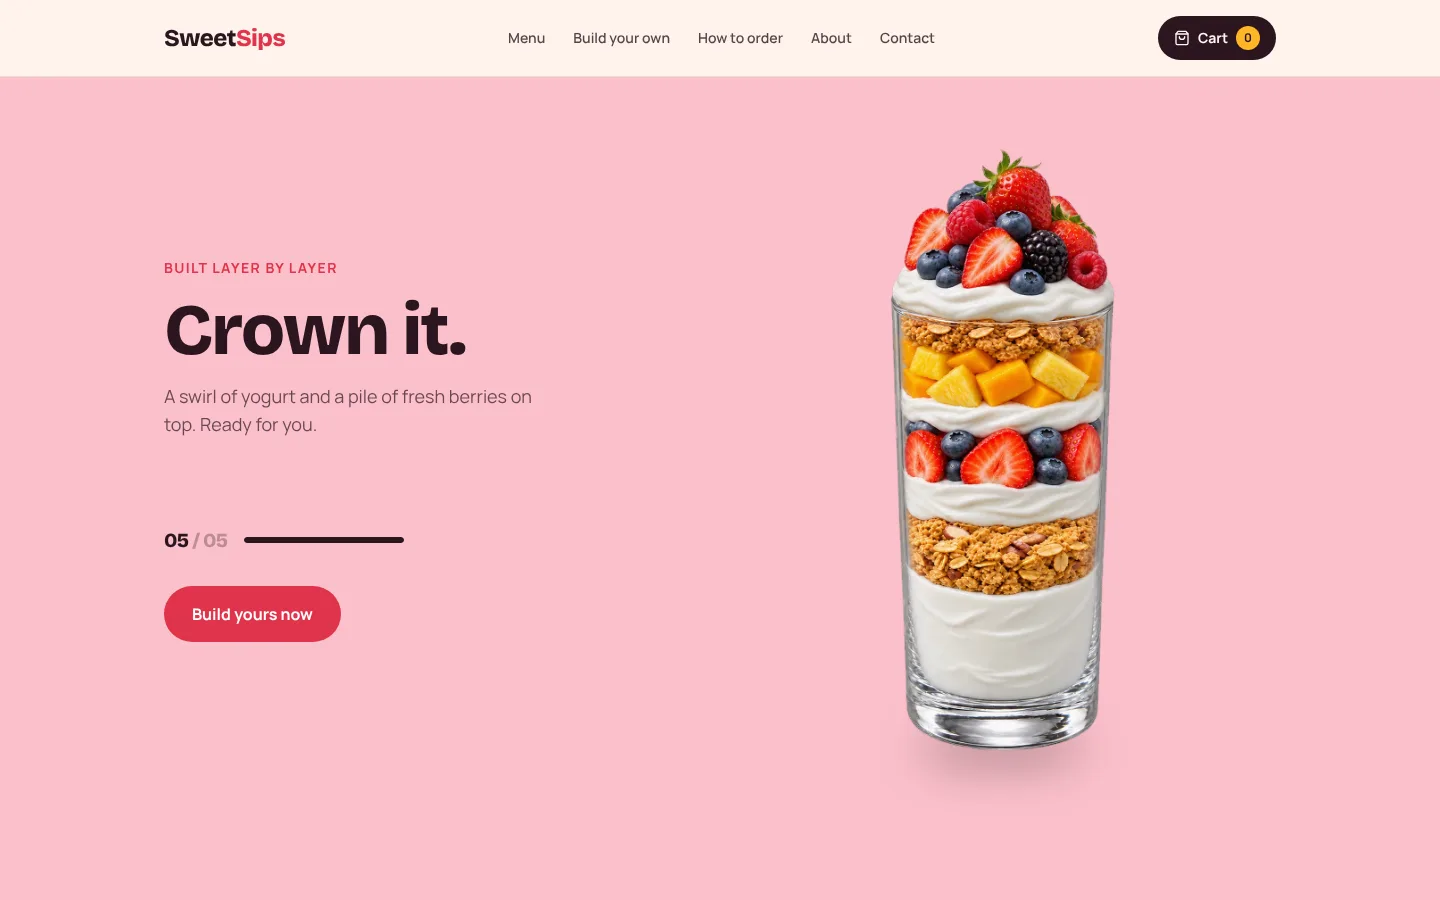 SweetSips
Menu
Build your own
How to order
About
Contact
Cart 0
BUILT LAYER BY LAYER
Crown it.
A swirl of yogurt and a pile of fresh berries on
top. Ready for you.
05 / 05
Build yours now